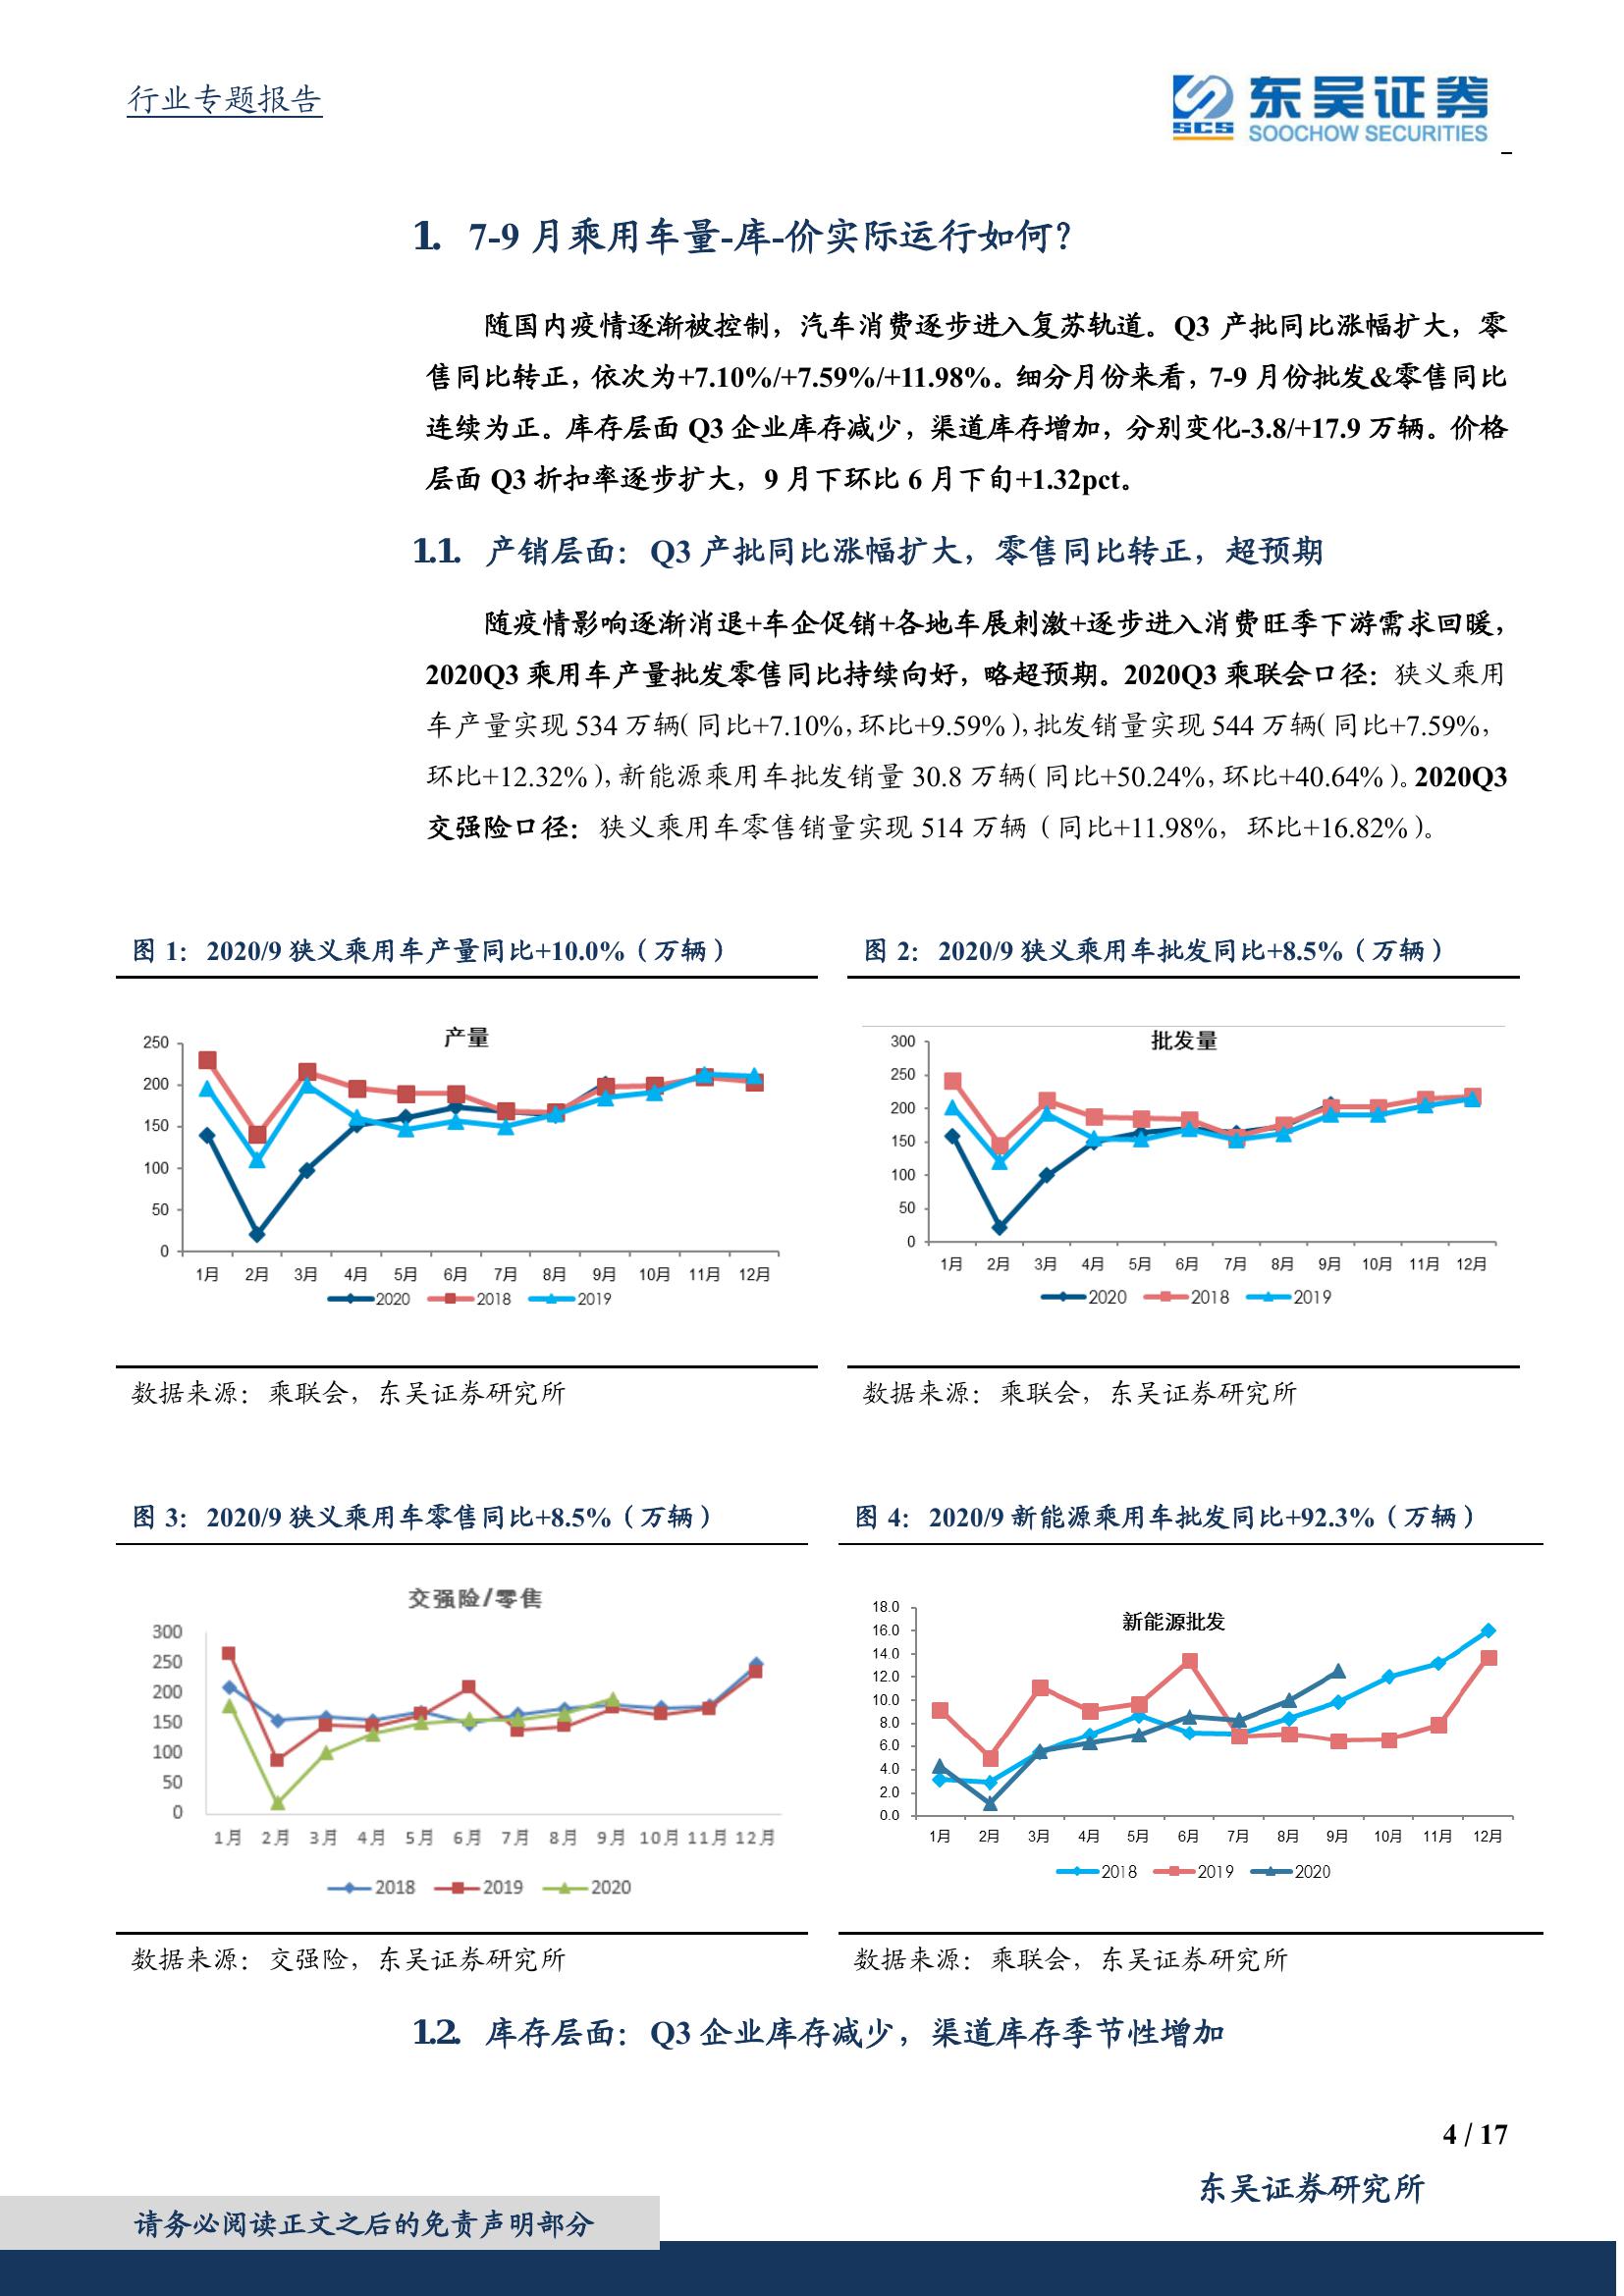 行业专题报告
东吴证券
SCS
SOOCHOW SECURITIES
1. 7-9 月乘用车量-库-价实际运行如何？
随国内疫情逐渐被控制，汽车消费逐步进入复苏轨道。Q3 产批同比涨幅扩大，零
售同比转正，依次为+7.10%/+7.59%/+11.98%。细分月份来看，7-9 月份批发&零售同比
连续为正。库存层面 Q3 企业库存减少，渠道库存增加，分别变化-3.8/+17.9 万辆。价格
层面 Q3 折扣率逐步扩大，9 月下环比 6 月下旬+1.32pct。
1.1. 产销层面：Q3 产批同比涨幅扩大，零售同比转正，超预期
随疫情影响逐渐消退+车企促销+各地车展刺激+逐步进入消费旺季下游需求回暖，
2020Q3 乘用车产量批发零售同比持续向好，略超预期。2020Q3 乘联会口径：狭义乘用
车产量实现 534 万辆（同比+7.10%，环比+9.59%），批发销量实现 544 万辆（同比+7.59%，
环比+12.32%），新能源乘用车批发销量 30.8 万辆（同比+50.24%，环比+40.64%）。2020Q3
交强险口径：狭义乘用车零售销量实现 514 万辆（同比+11.98%，环比+16.82%）。
图 1：2020/9 狭义乘用车产量同比+10.0%（万辆）
产量
250
200
150
100
50
0
1月 2月 3月 4月 5月 6月 7月 8月 9月 10月 11月 12月
2020 2018 2019
数据来源：乘联会，东吴证券研究所
图 2：2020/9 狭义乘用车批发同比+8.5%（万辆）
批发量
300
250
200
150
100
50
0
1月 2月 3月 4月 5月 6月 7月 8月 9月 10月 11月 12月
2020 2018 2019
数据来源：乘联会，东吴证券研究所
图 3：2020/9 狭义乘用车零售同比+8.5%（万辆）
交强险/零售
300
250
200
150
100
50
0
1月 2月 3月 4月 5月 6月 7月 8月 9月 10月 11月 12月
2018 2019 2020
数据来源：交强险，东吴证券研究所
图 4：2020/9 新能源乘用车批发同比+92.3%（万辆）
新能源批发
18.0
16.0
14.0
12.0
10.0
8.0
6.0
4.0
2.0
0.0
1月 2月 3月 4月 5月 6月 7月 8月 9月 10月 11月 12月
2018 2019 2020
数据来源：乘联会，东吴证券研究所
1.2. 库存层面：Q3 企业库存减少，渠道库存季节性增加
4 / 17
东吴证券研究所
请务必阅读正文之后的免责声明部分